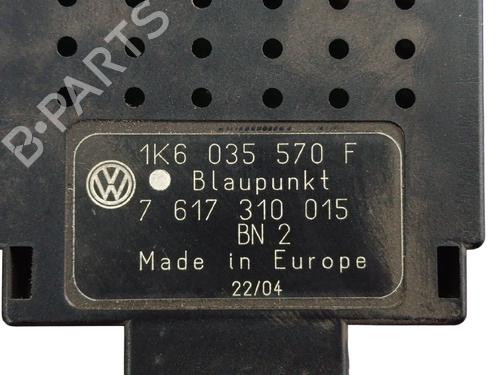 B-PARTS
1K6 035 570 F
Blaupunkt
7 617 310 015
BN 2
Made in Europe
22/04